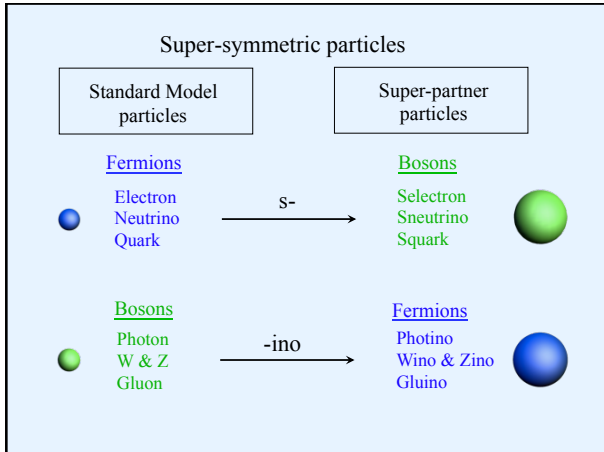 Super-symmetric particles
Standard Model
particles
Super-partner
particles
Fermions
Electron
Neutrino
Quark
s-
Bosons
Selectron
Sneutrino
Squark
Bosons
Photon
W & Z
Gluon
-ino
Fermions
Photino
Wino & Zino
Gluino